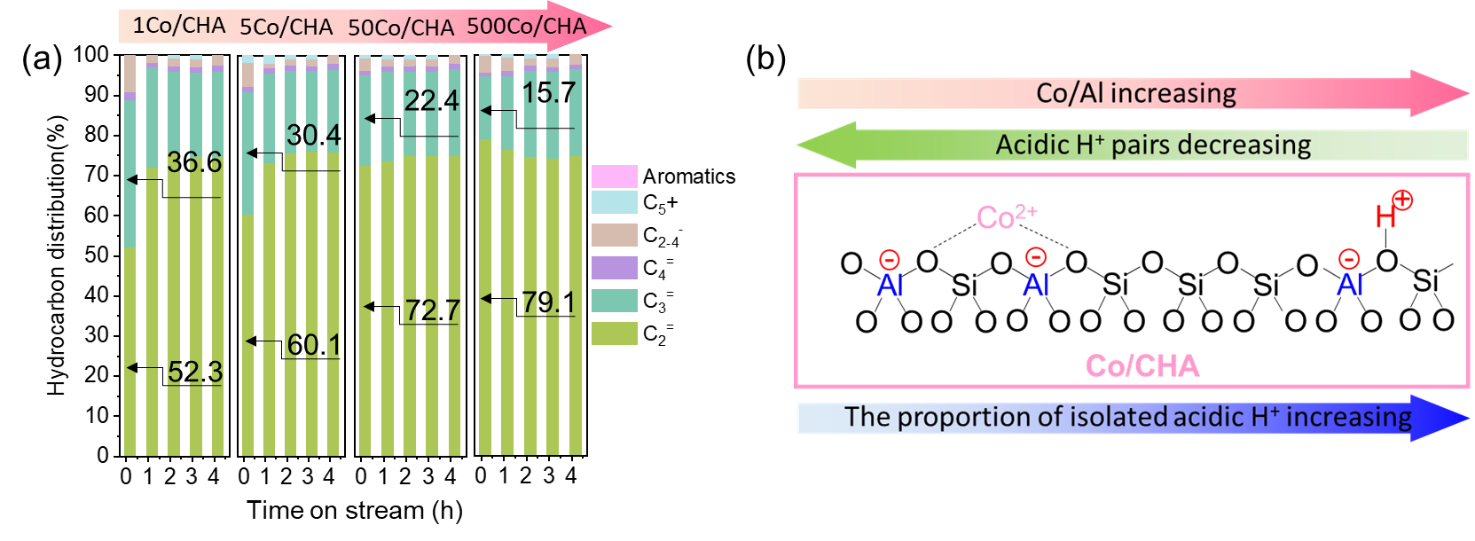 1Co/CHA 5Co/CHA 50Co/CHA 500Co/CHA
(a)
Hydrocarbon distribution(%)
100
90
80
70
60
50
40
30
20
10
0
36.6
52.3
30.4
60.1
22.4
72.7
15.7
79.1
0 1 2 3 4 0 1 2 3 4 0 1 2 3 4 0 1 2 3 4
Time on stream (h)
Aromatics
C5+
C2-4-
C4=
C3=
C2=
(b)
Co/Al increasing
Acidic H+ pairs decreasing
Co2+
H +
O - O O - O O O O - O
Al Si Al Si Si Si Al Si
O O O O O O O O O O O O O O O O
Co/CHA
The proportion of isolated acidic H+ increasing